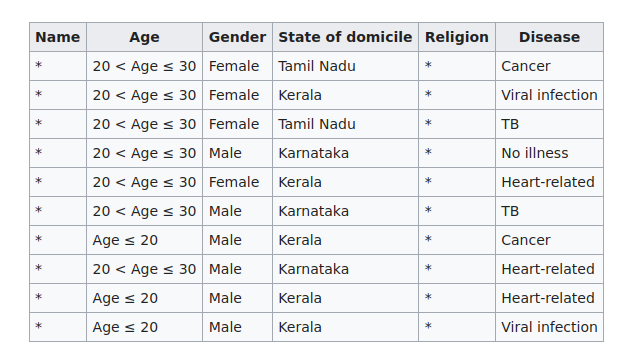 Name Age Gender State of domicile Religion Disease
* 20 < Age ≤ 30 Female Tamil Nadu * Cancer
* 20 < Age ≤ 30 Female Kerala * Viral infection
* 20 < Age ≤ 30 Female Tamil Nadu * TB
* 20 < Age ≤ 30 Male Karnataka * No illness
* 20 < Age ≤ 30 Female Kerala * Heart-related
* 20 < Age ≤ 30 Male Karnataka * TB
* Age ≤ 20 Male Kerala * Cancer
* 20 < Age ≤ 30 Male Karnataka * Heart-related
* Age ≤ 20 Male Kerala * Heart-related
* Age ≤ 20 Male Kerala * Viral infection